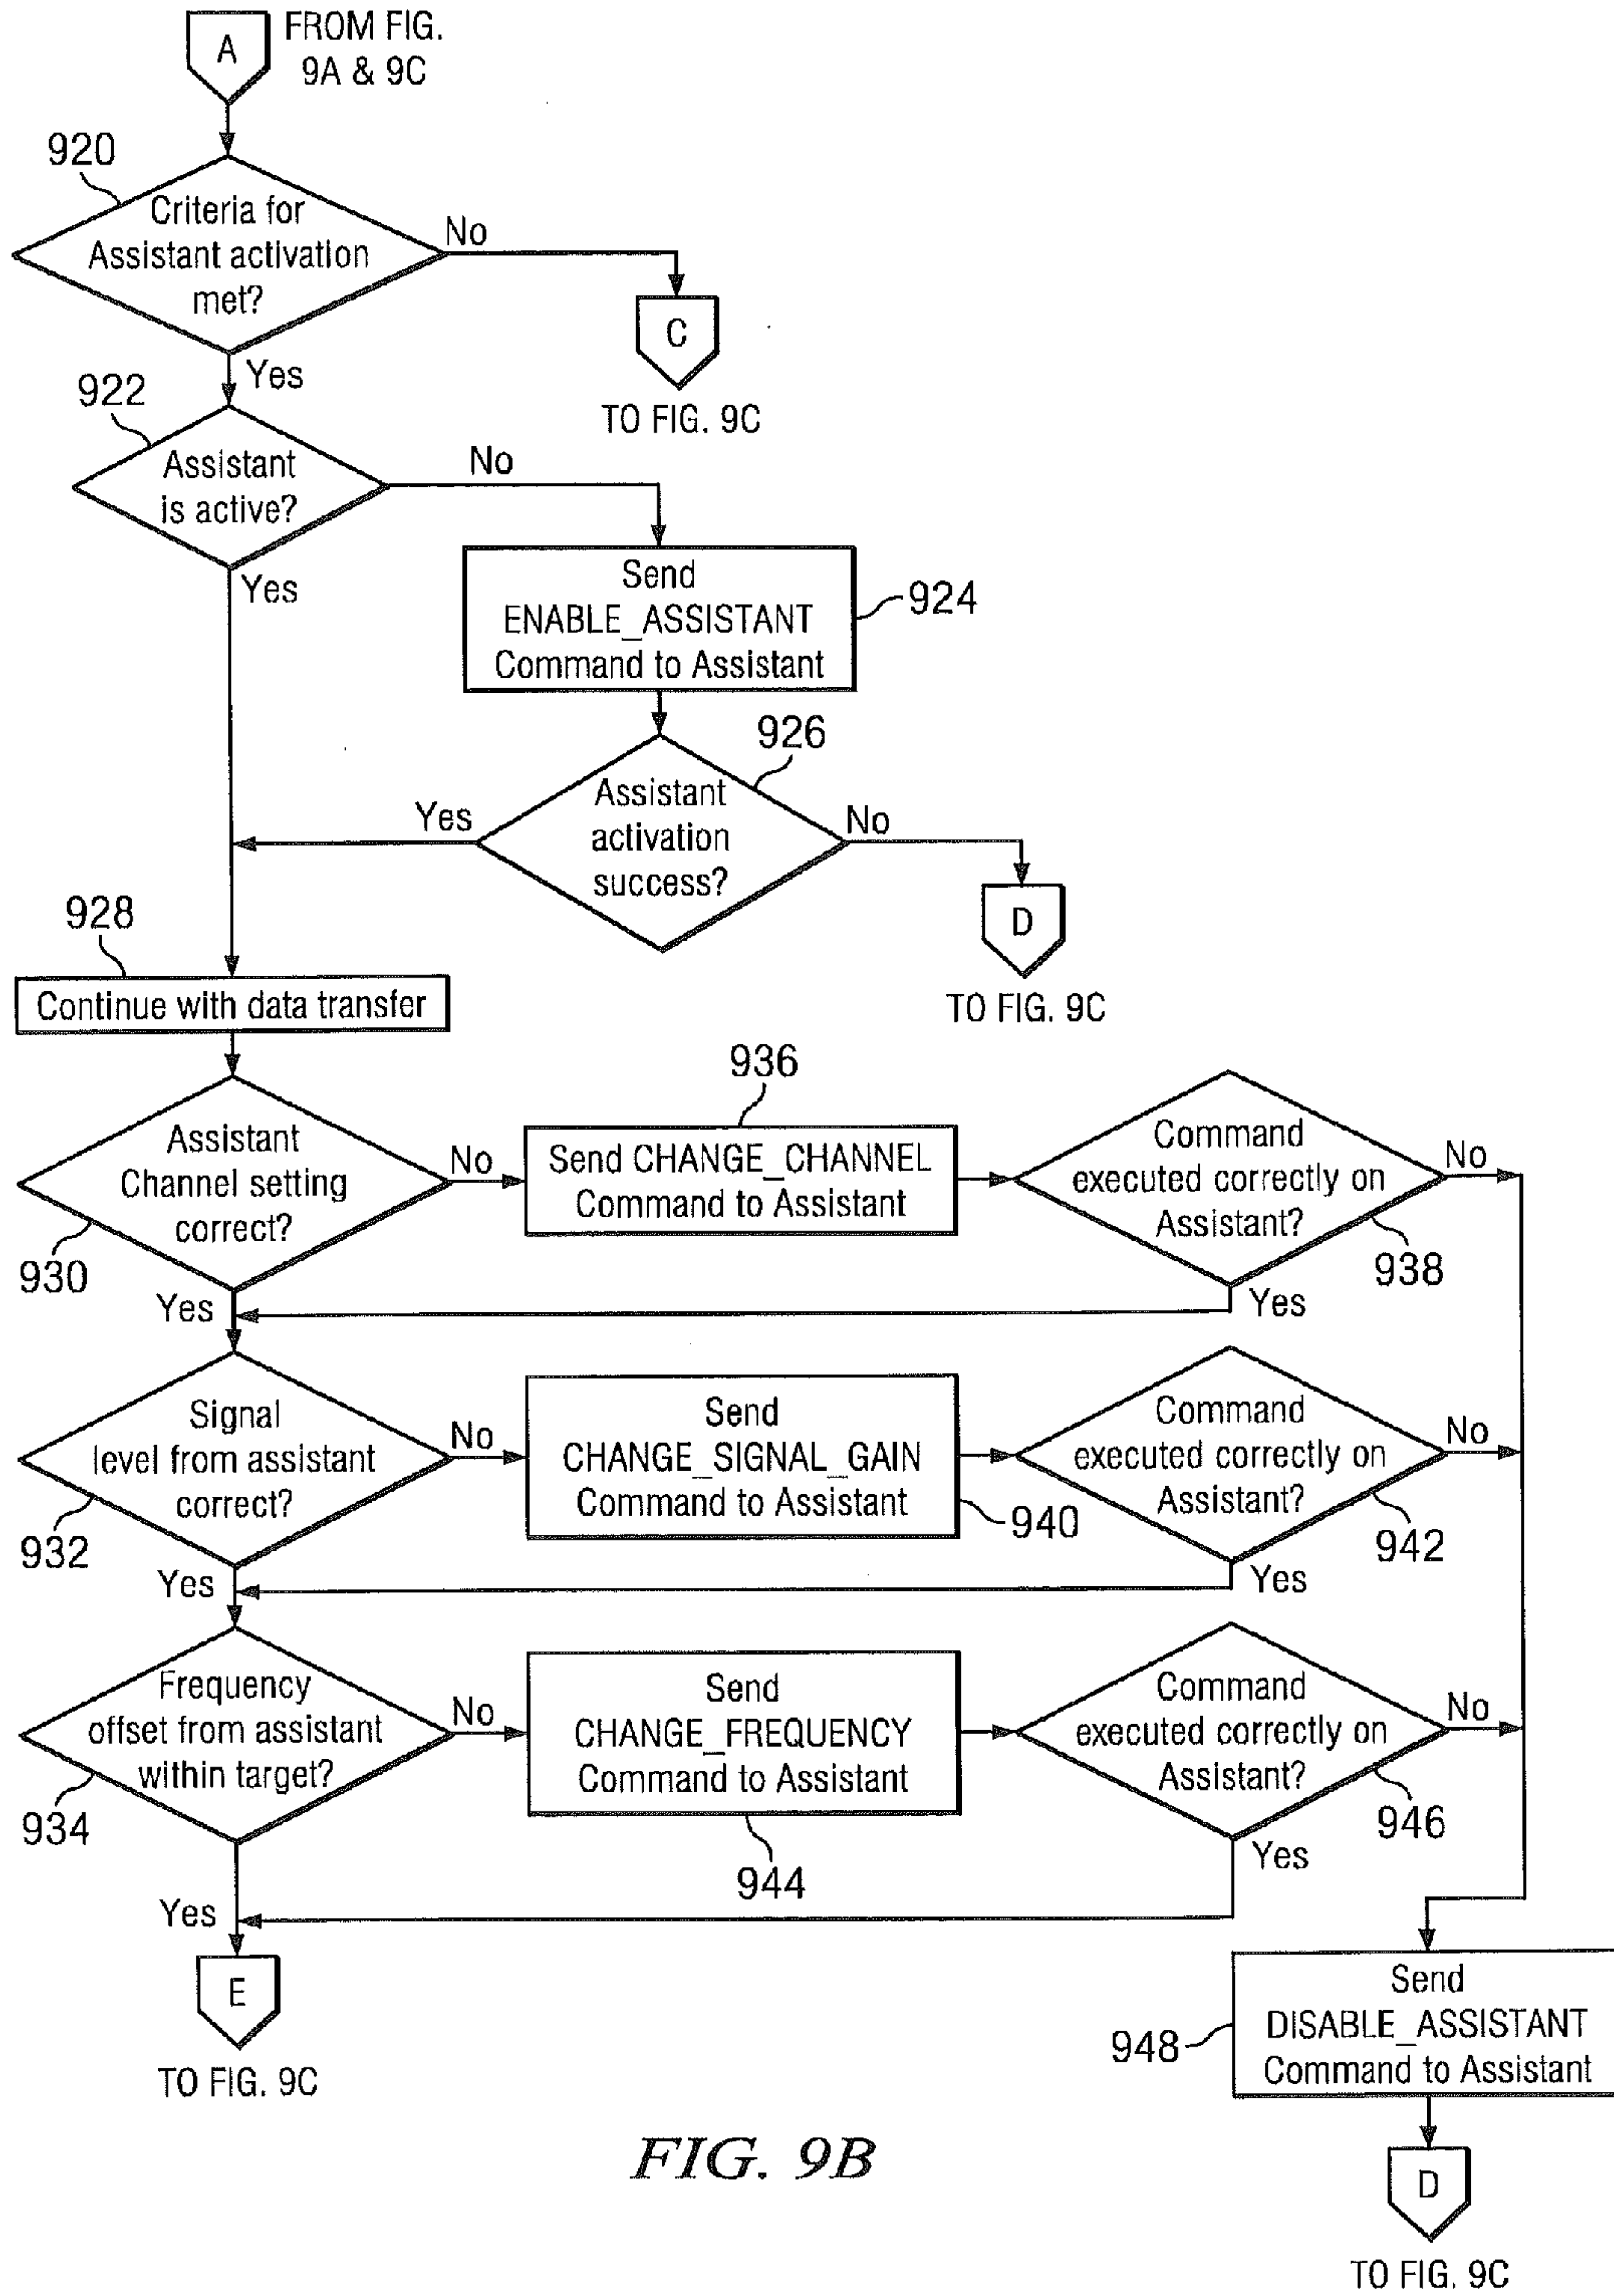 A
FROM FIG.
9A & 9C
920
Criteria for
Assistant activation
met?
No
C
TO FIG. 9C
Yes
922
Assistant
is active?
No
Yes
Send
ENABLE_ASSISTANT
Command to Assistant
924
926
Assistant
activation
success?
Yes
No
D
TO FIG. 9C
928
Continue with data transfer
Assistant
Channel setting
correct?
930
No
936
Send CHANGE_CHANNEL
Command to Assistant
Command
executed correctly on
Assistant?
No
938
Yes
Yes
Signal
level from assistant
correct?
932
No
Send
CHANGE_SIGNAL_GAIN
Command to Assistant
940
Command
executed correctly on
Assistant?
No
942
Yes
Yes
Frequency
offset from assistant
within target?
934
No
Send
CHANGE_FREQUENCY
Command to Assistant
944
Command
executed correctly on
Assistant?
No
946
Yes
Yes
E
TO FIG. 9C
948
Send
DISABLE_ASSISTANT
Command to Assistant
D
TO FIG. 9C
FIG. 9B